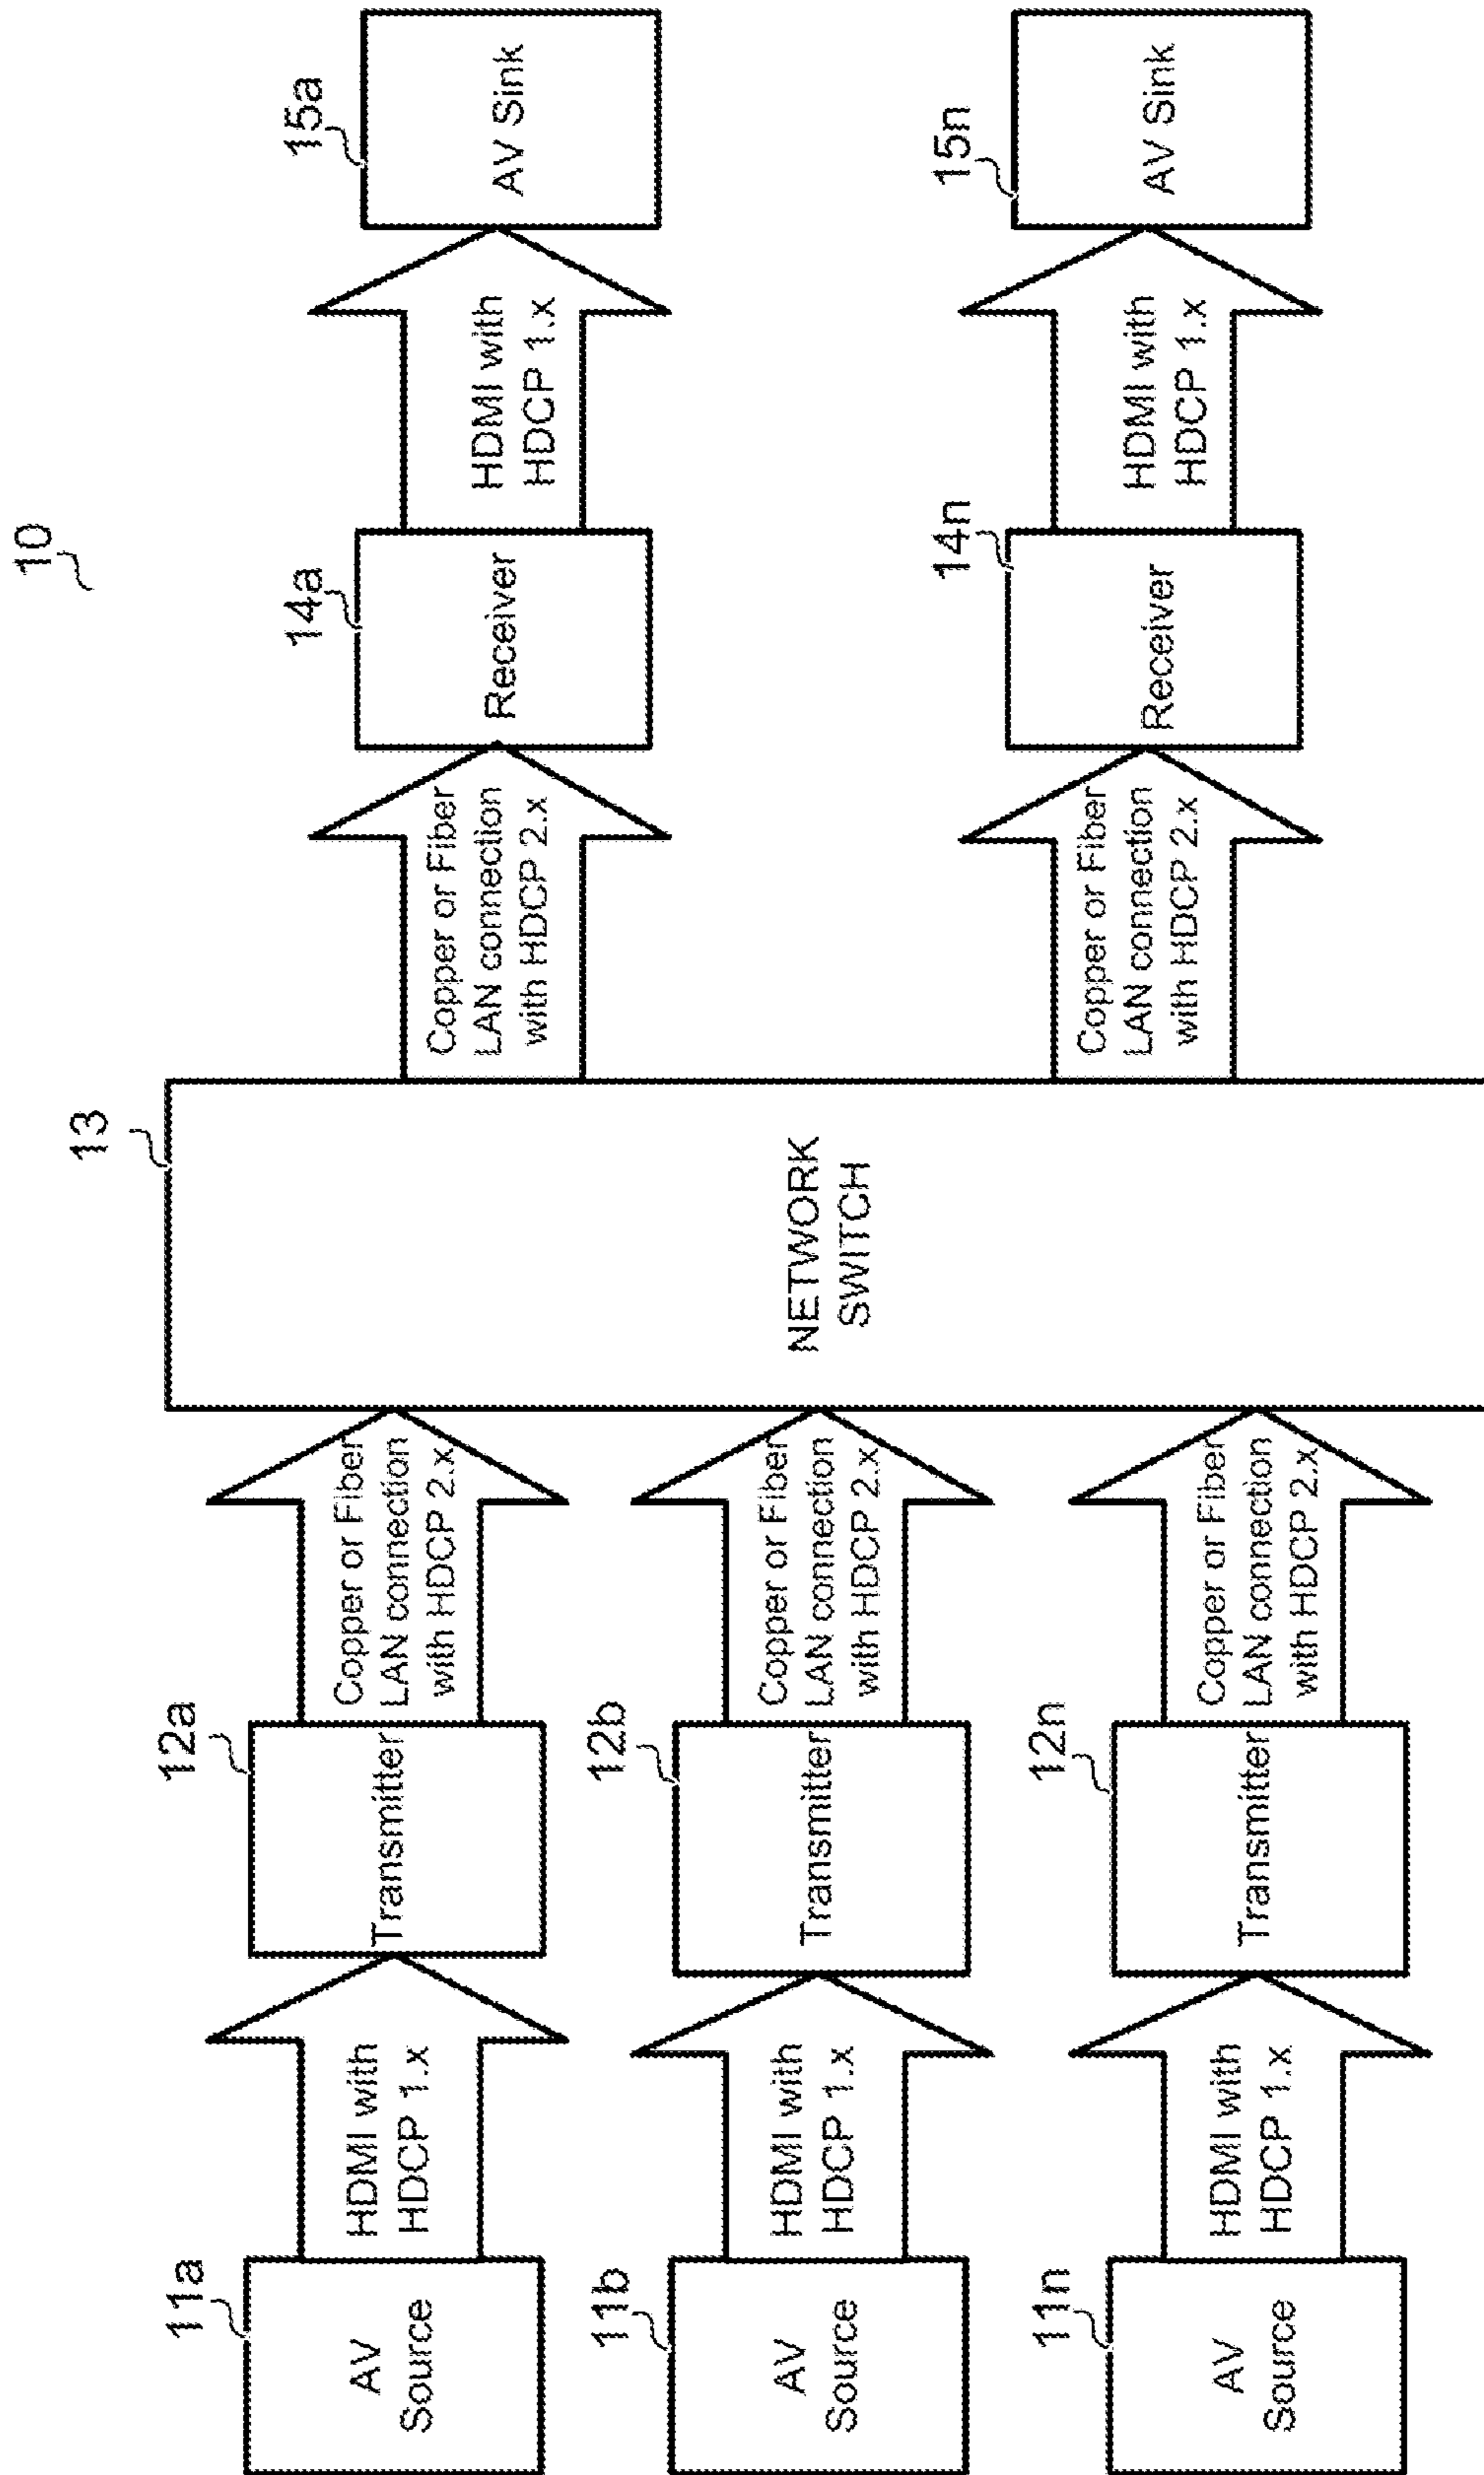 10
11a
AV
Source
HDMI with
HDCP 1.x
12a
Transmitter
Copper or Fiber
LAN connection
with HDCP 2.x
11b
AV
Source
HDMI with
HDCP 1.x
12b
Transmitter
Copper or Fiber
LAN connection
with HDCP 2.x
11n
AV
Source
HDMI with
HDCP 1.x
12n
Transmitter
Copper or Fiber
LAN connection
with HDCP 2.x
13
NETWORK
SWITCH
Copper or Fiber
LAN connection
with HDCP 2.x
14a
Receiver
HDMI with
HDCP 1.x
15a
AV Sink
Copper or Fiber
LAN connection
with HDCP 2.x
14n
Receiver
HDMI with
HDCP 1.x
15n
AV Sink